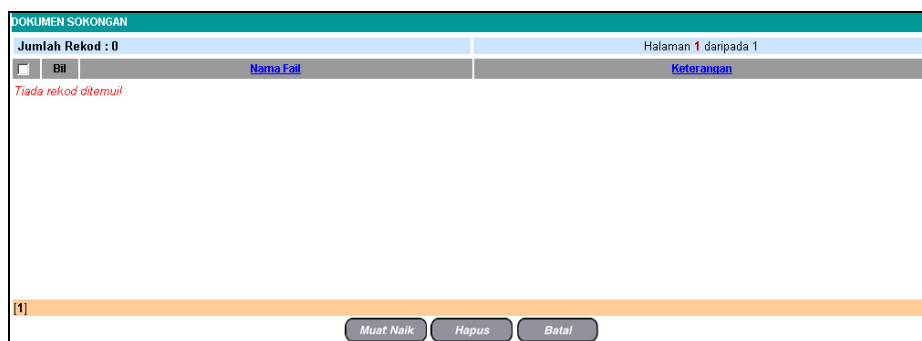 DOKUMEN SOKONGAN
Jumlah Rekod : 0 Halaman 1 daripada 1
Bil Nama Fail Keterangan
Tiada rekod ditemui!
[1]
Muat Naik Hapus Batal